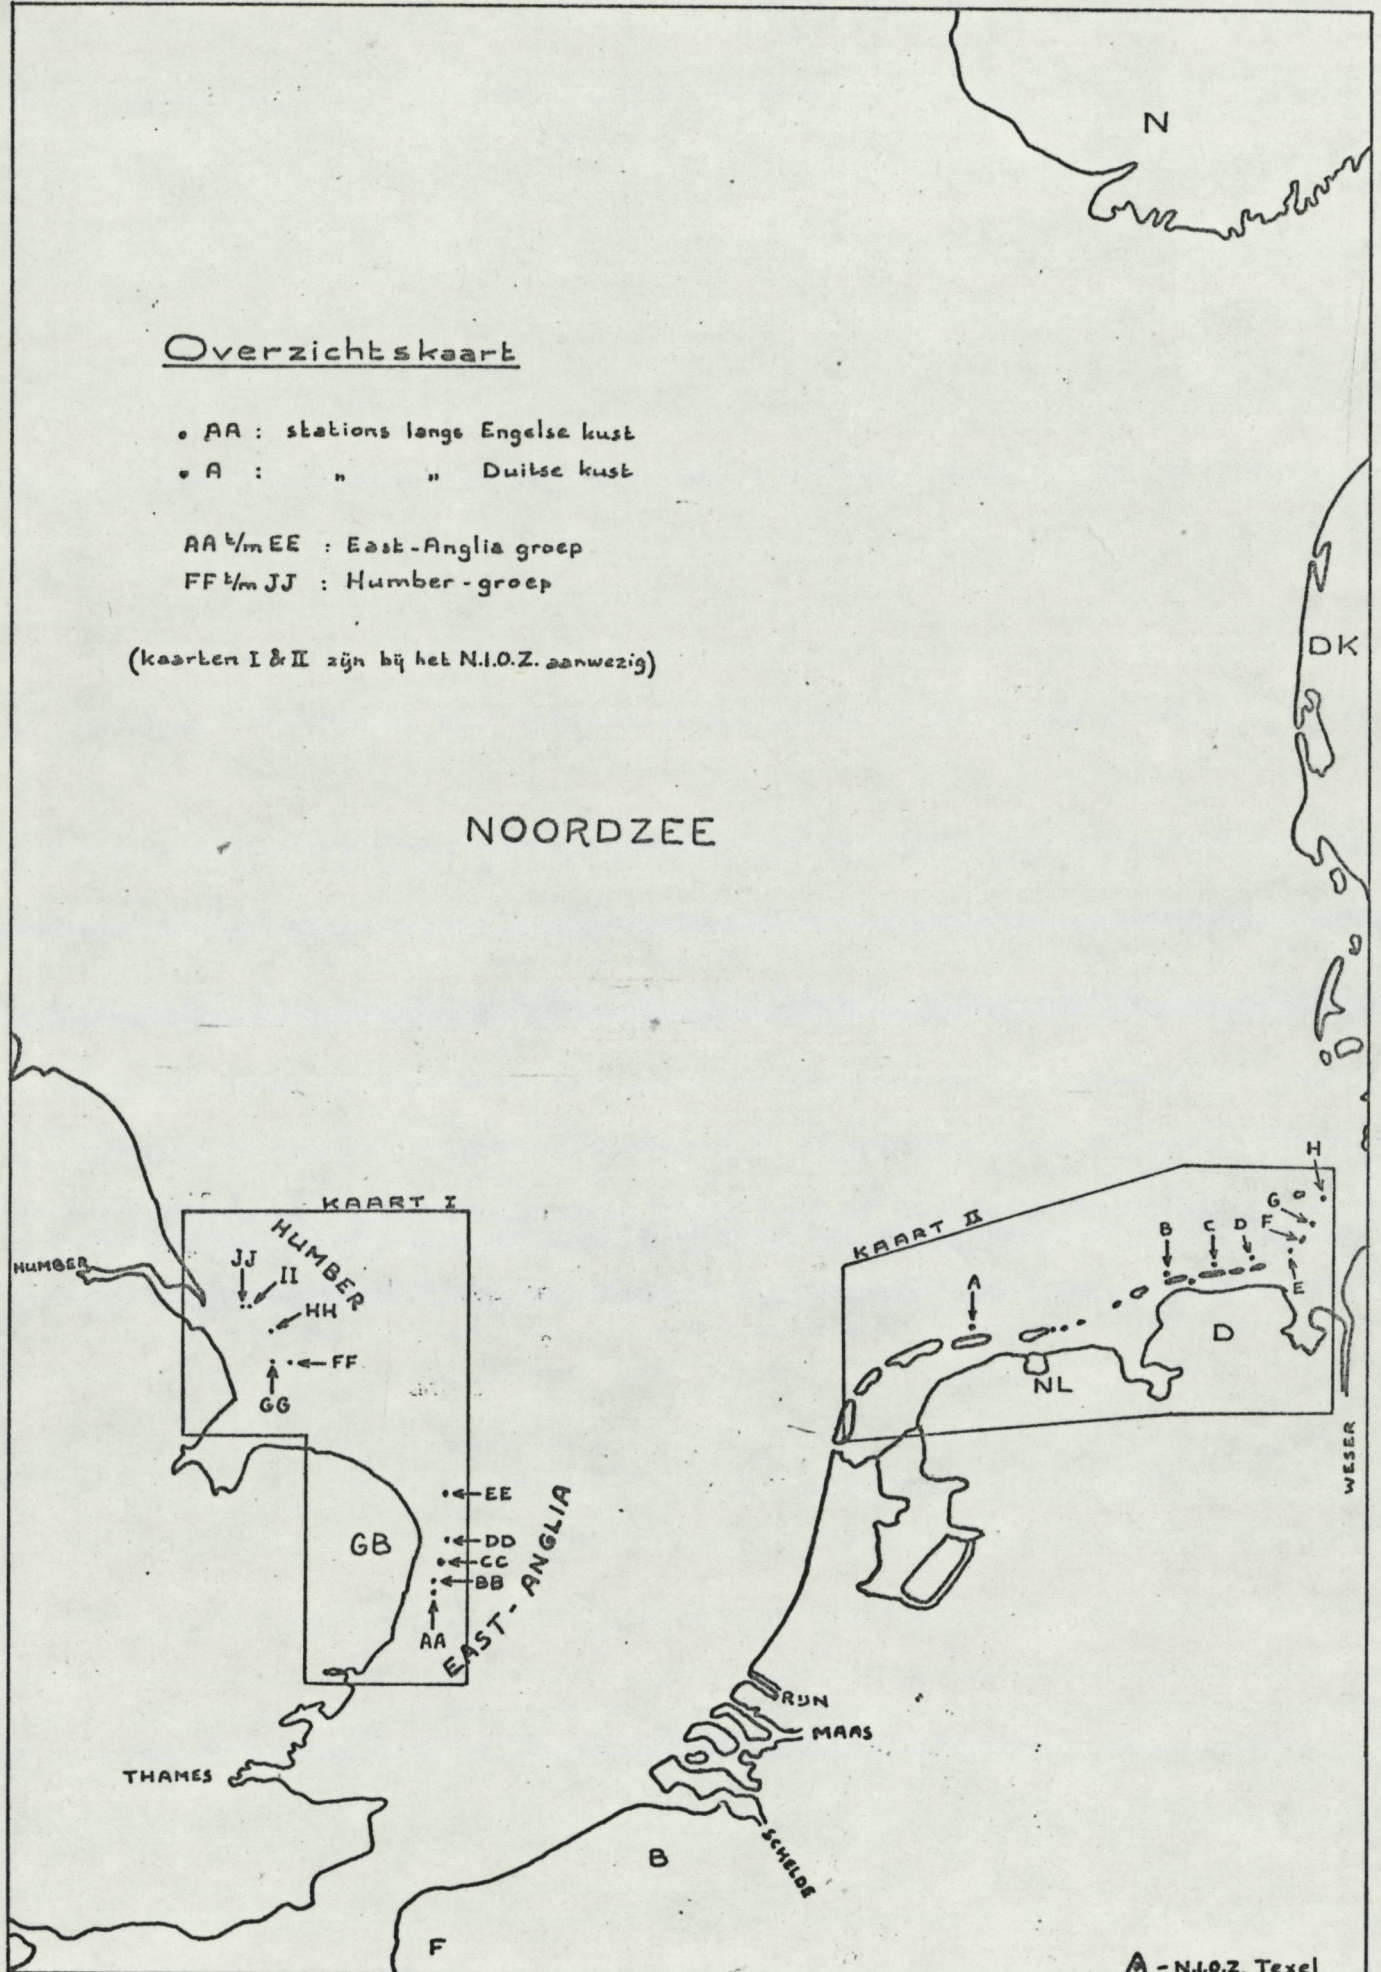 N
Overzichtskaart
• AA : stations langs Engelse kust
• A : " " Duitse kust
AA t/m EE : East-Anglia groep
FF t/m JJ : Humber-groep
(kaarten I & II zijn bij het N.I.O.Z. aanwezig)
DK
NOORDZEE
H
KAART I
G
HUMBER
KAART II
B
C
D
F
HUMBER
JJ
II
A
E
HH
D
FF
NL
GG
WESER
EE
GB
DD
CC
BB
EAST-ANGLIA
AA
RIJN
MAAS
THAMES
SCHELDE
B
F
A - N.I.O.Z. Texel